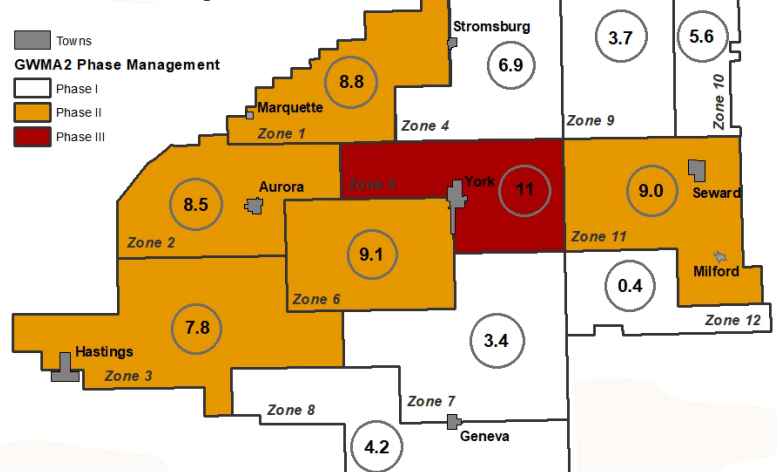 Towns
GWMA2 Phase Management
Phase I
Phase II
Phase III
Stromsburg
3.7
5.6
6.9
8.8
Marquette
Zone 1
Zone 4
Zone 9
Zone 10
Zone 5
York
11
Aurora
8.5
Zone 2
9.0
Seward
Zone 11
9.1
Zone 6
Milford
0.4
Zone 12
7.8
3.4
Hastings
Zone 3
Zone 8
Zone 7
Geneva
4.2